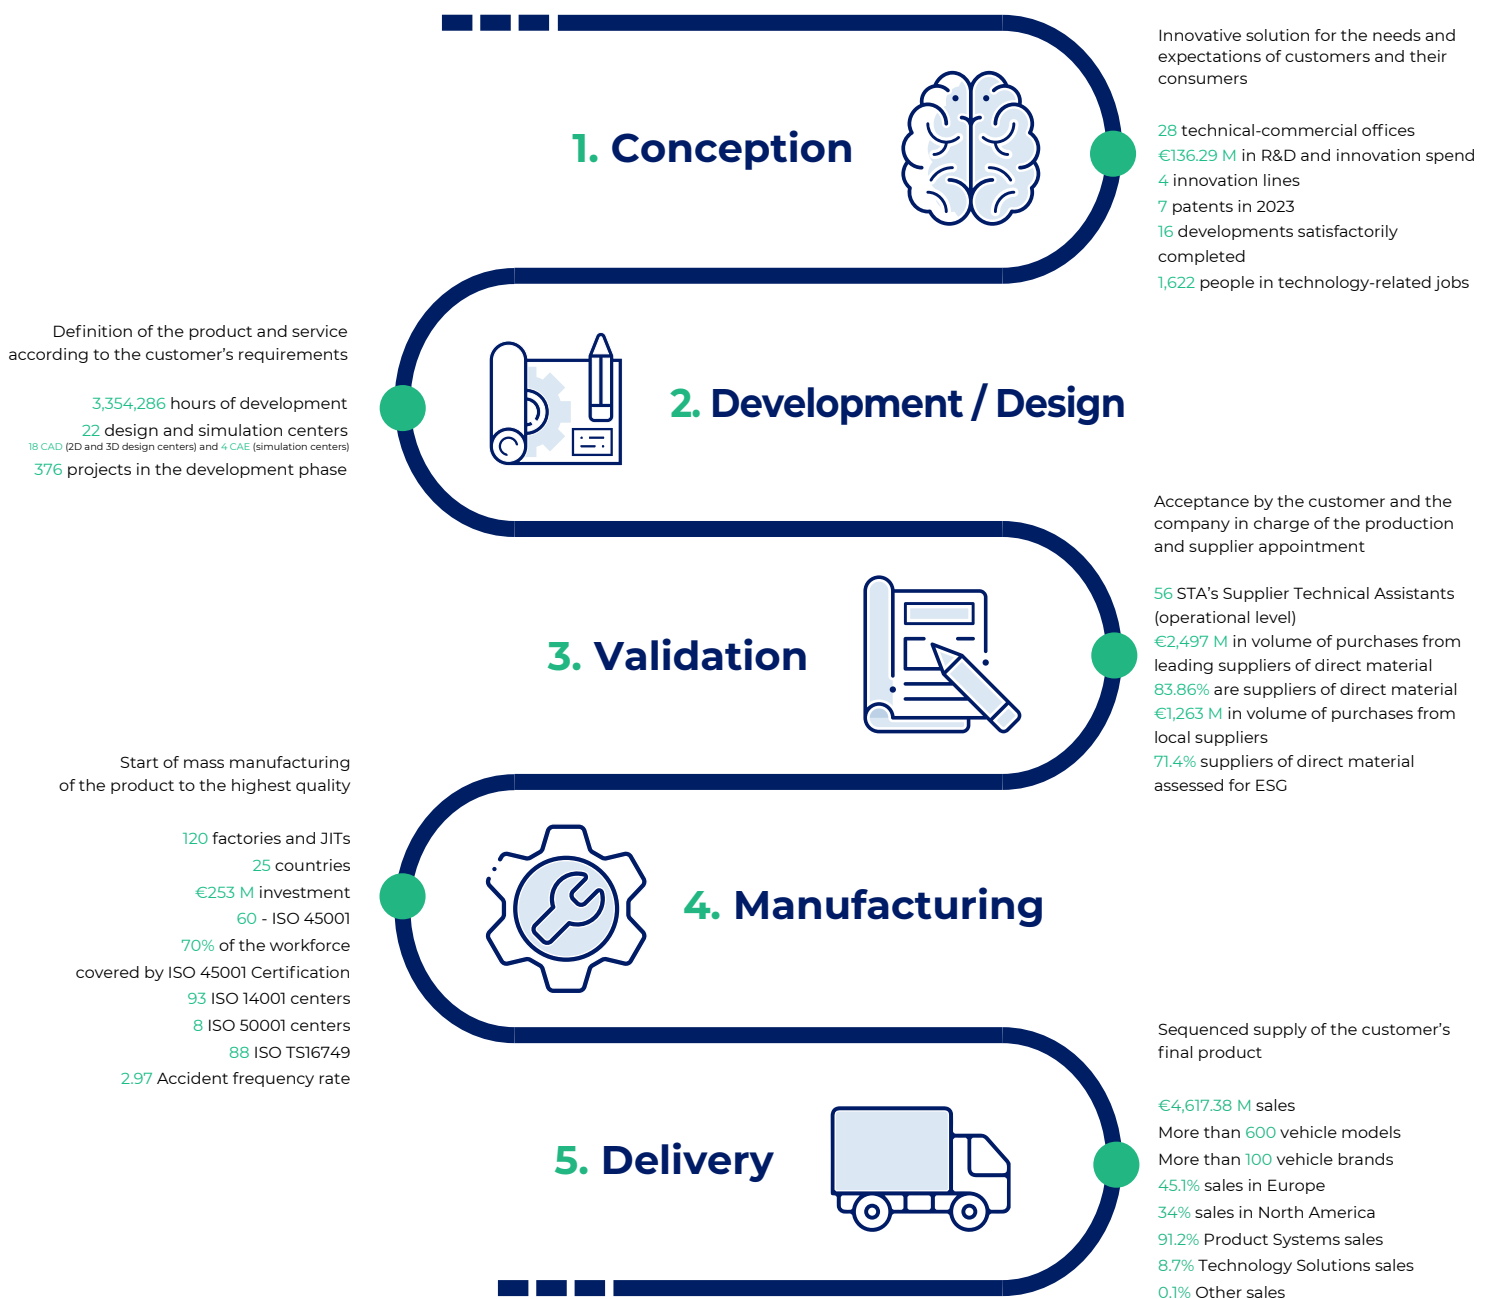 1. Conception
Innovative solution for the needs and
expectations of customers and their
consumers
28 technical-commercial offices
€136.29 M in R&D and innovation spend
4 innovation lines
7 patents in 2023
16 developments satisfactorily
completed
1,622 people in technology-related jobs
Definition of the product and service
according to the customer’s requirements
3,354,286 hours of development
22 design and simulation centers
18 CAD (2D and 3D design centers) and 4 CAE (simulation centers)
376 projects in the development phase
2. Development / Design
3. Validation
Acceptance by the customer and the
company in charge of the production
and supplier appointment
56 STA’s Supplier Technical Assistants
(operational level)
€2,497 M in volume of purchases from
leading suppliers of direct material
83.86% are suppliers of direct material
€1,263 M in volume of purchases from
local suppliers
71.4% suppliers of direct material
assessed for ESG
Start of mass manufacturing
of the product to the highest quality
120 factories and JITs
25 countries
€253 M investment
60 - ISO 45001
70% of the workforce
covered by ISO 45001 Certification
93 ISO 14001 centers
8 ISO 50001 centers
88 ISO TS16749
2.97 Accident frequency rate
4. Manufacturing
5. Delivery
Sequenced supply of the customer’s
final product
€4,617.38 M sales
More than 600 vehicle models
More than 100 vehicle brands
45.1% sales in Europe
34% sales in North America
91.2% Product Systems sales
8.7% Technology Solutions sales
0.1% Other sales